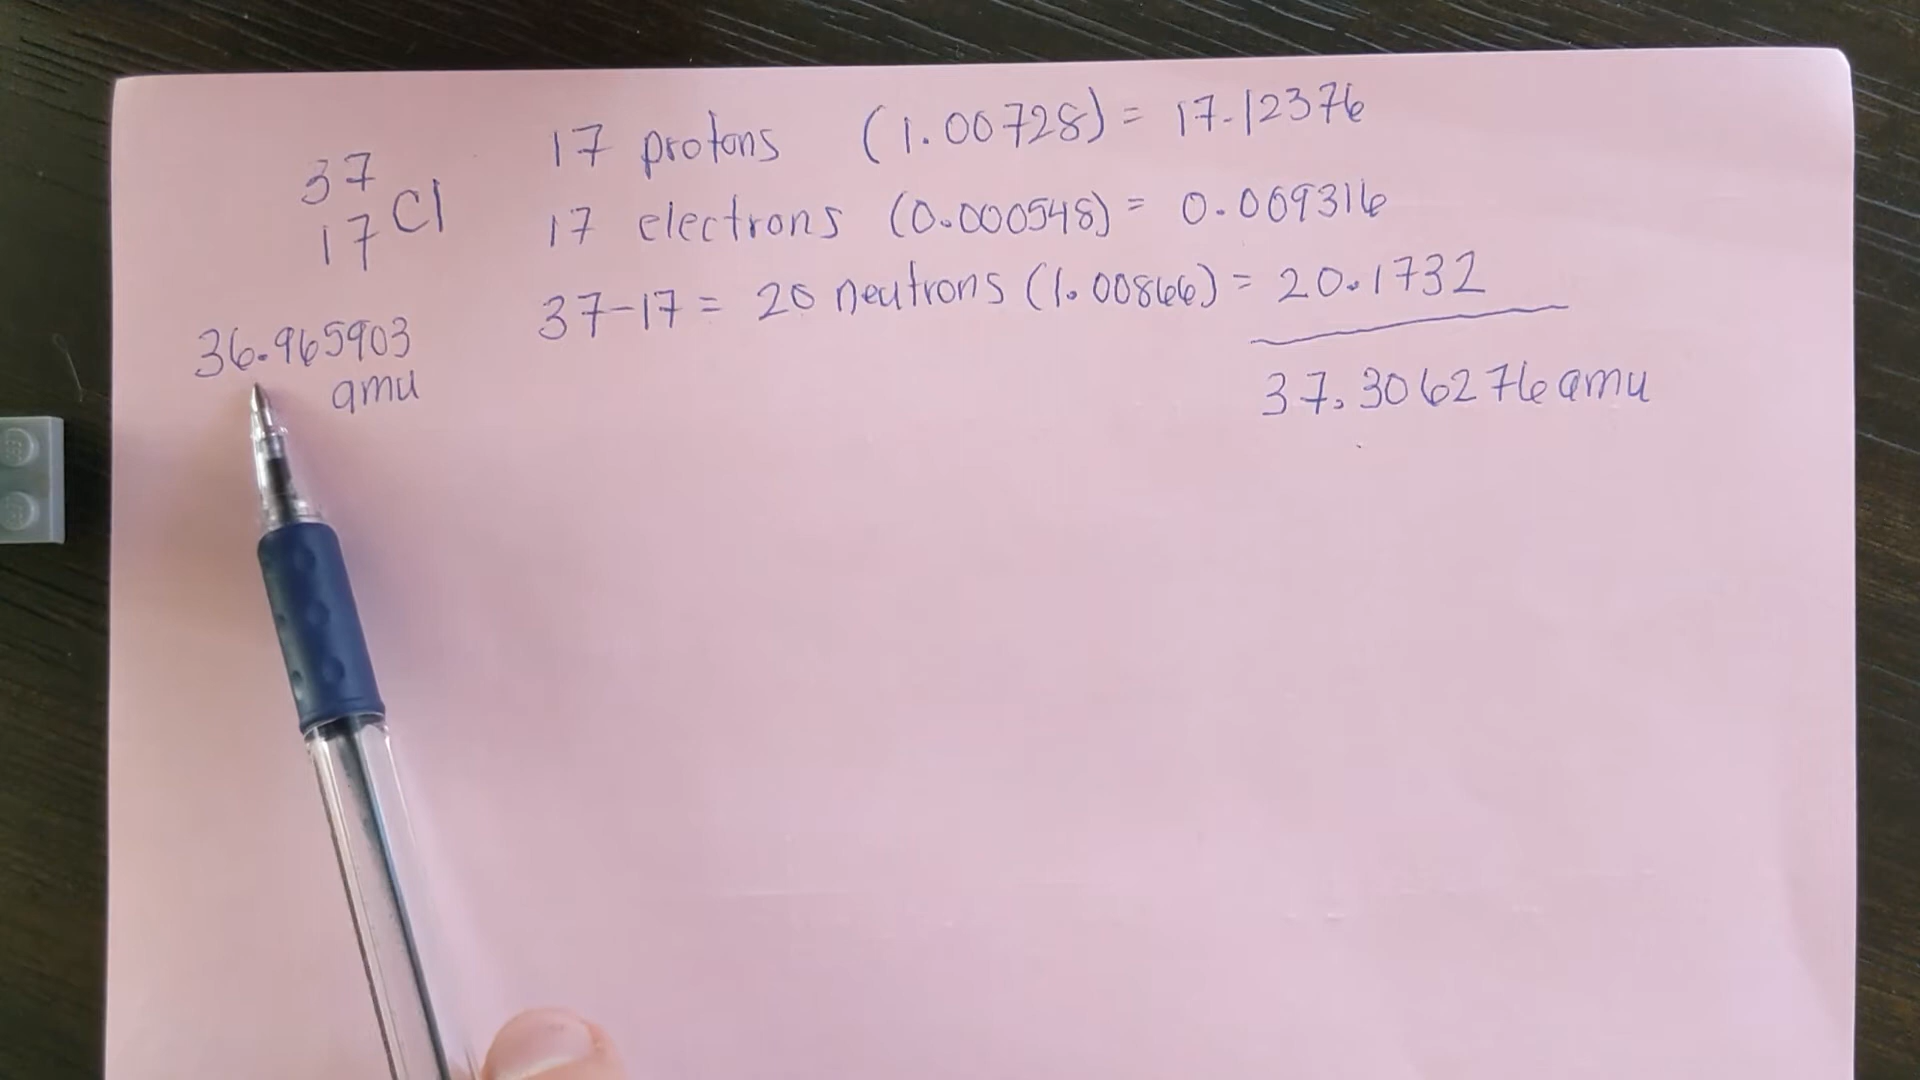 37
17 Cl
36.965903
amu
17 protons (1.00728) = 17.12376
17 electrons (0.000548) = 0.009316
37-17 = 20 neutrons (1.00866) = 20.1732
37.306276 amu